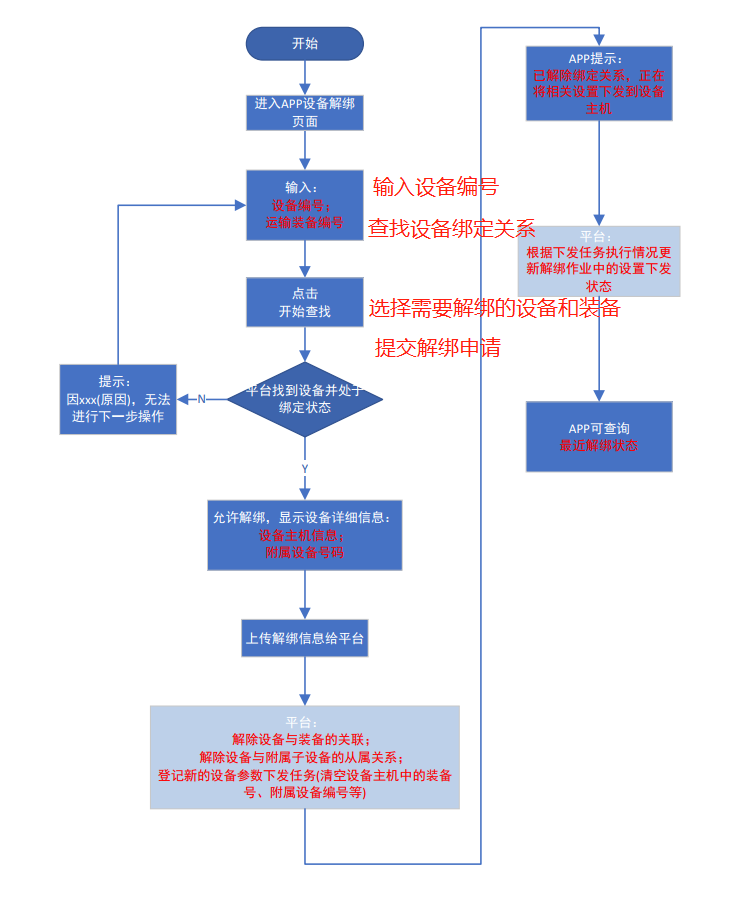 开始
进入APP设备解绑
页面
输入：
设备编号；
运输装备编号
输入设备编号
查找设备绑定关系
点击
开始查找
选择需要解绑的设备和装备
提交解绑申请
平台找到设备并处于
绑定状态
N
提示：
因xxx(原因)，无法
进行下一步操作
Y
允许解绑，显示设备详细信息：
设备主机信息；
附属设备号码
上传解绑信息给平台
平台：
解除设备与装备的关联；
解除设备与附属子设备的从属关系；
登记新的设备参数下发任务(清空设备主机中的装备
号、附属设备编号等)
APP提示：
已解除绑定关系，正在
将相关设置下发到设备
主机
平台：
根据下发任务执行情况更
新解绑作业中的设置下发
状态
APP可查询
最近解绑状态